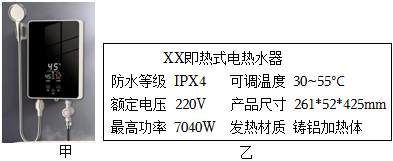 45
XX即热式电热水器
防水等级 IPX4 可调温度 30~55℃
额定电压 220V 产品尺寸 261*52*425mm
最高功率 7040W 发热材质 铸铝加热体
甲 乙